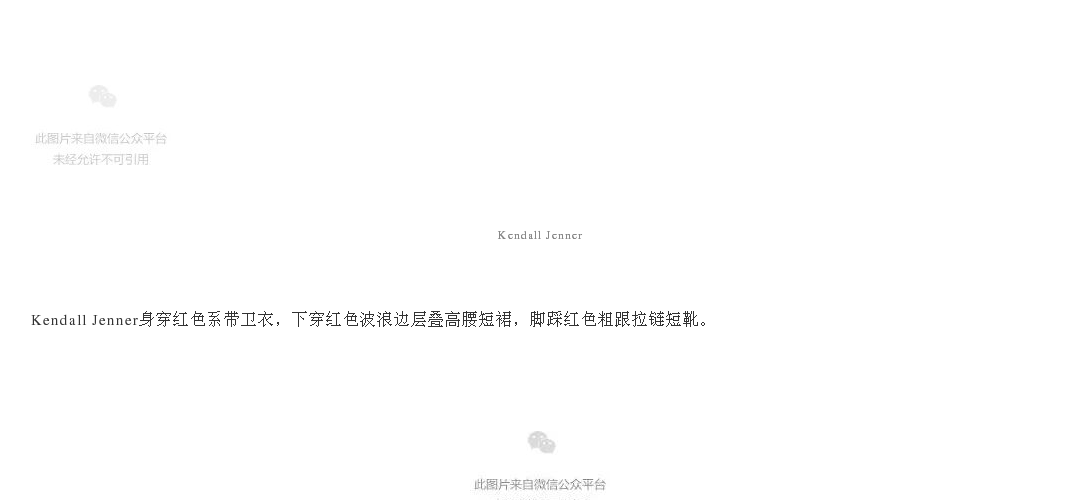 此图片来自微信公众平台
未经允许不可引用
Kendall Jenner
Kendall Jenner身穿红色系带卫衣，下穿红色波浪边层叠高腰短裙，脚踩红色粗跟拉链短靴。
此图片来自微信公众平台